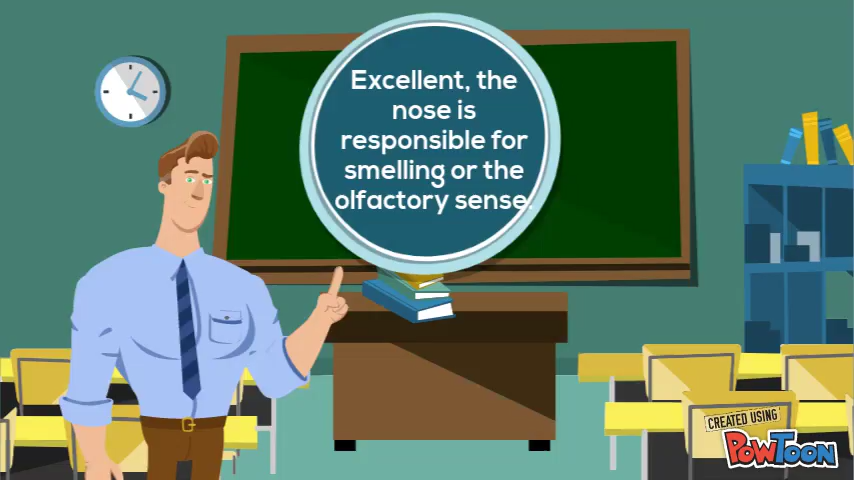 Excellent, the
nose is
responsible for
smelling or the
olfactory sense.
CREATED USING
POWTOON